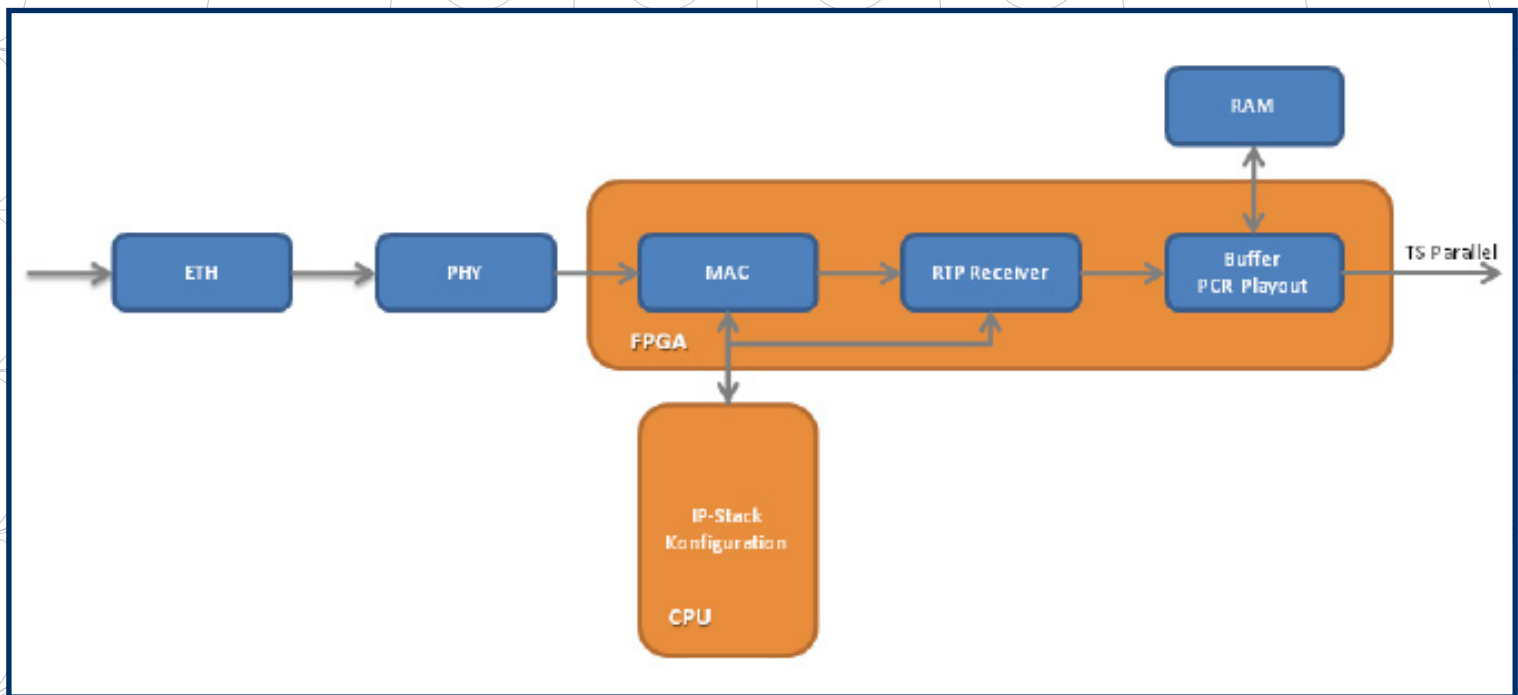 RAM
ETH
PHY
MAC
RTP Receiver
Buffer
PCR Playout
TS Parallel
FPGA
IP-Stack
Konfiguration
CPU